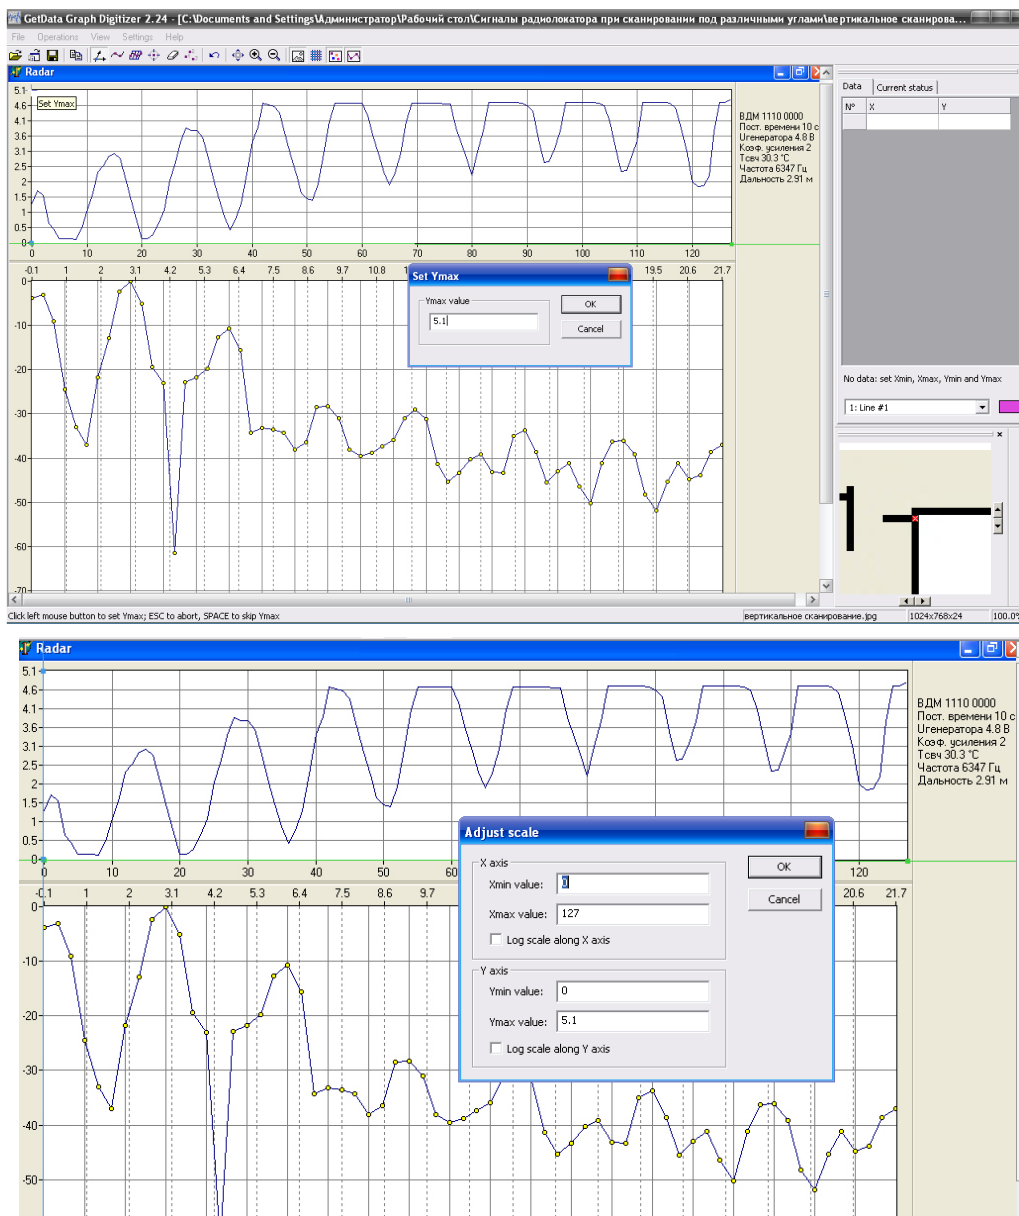 GetData Graph Digitizer 2.24 - [C:\Documents and Settings\Администратор\Рабочий стол\Сигналы радиолокатора при сканировании под различными углами\вертикальное сканирова...
File Operations View Settings Help
Radar
5.1
4.6
4.1
3.6
3.1
2.5
2
1.5
1
0.5
0
Set Ymax
0 10 20 30 40 50 60 70 80 90 100 110 120
ВДМ 1110 0000
Пост. времени 10 с
Uгенератора 4.8 В
Коэф. усиления 2
Tсвч 30.3 °C
Частота 6347 Гц
Дальность 2.91 м
Data Current status
Nº X Y
-0.1 1 2 3.1 4.2 5.3 6.4 7.5 8.6 9.7 10.8 19.5 20.6 21.7
0
-10
-20
-30
-40
-50
-60
-70
Set Ymax
Ymax value
5.1
OK
Cancel
No data: set Xmin, Xmax, Ymin and Ymax
1: Line #1
Click left mouse button to set Ymax; ESC to abort, SPACE to skip Ymax
вертикальное сканирование.jpg 1024x768x24 100.0%
Radar
5.1
4.6
4.1
3.6
3.1
2.5
2
1.5
1
0.5
0
0 10 20 30 40 50 60 120
ВДМ 1110 0000
Пост. времени 10 с
Uгенератора 4.8 В
Коэф. усиления 2
Tсвч 30.3 °C
Частота 6347 Гц
Дальность 2.91 м
-0.1 1 2 3.1 4.2 5.3 6.4 7.5 8.6 9.7 20.6 21.7
0
-10
-20
-30
-40
-50
Adjust scale
X axis
Xmin value: 0
Xmax value: 127
Log scale along X axis
Y axis
Ymin value: 0
Ymax value: 5.1
Log scale along Y axis
OK
Cancel